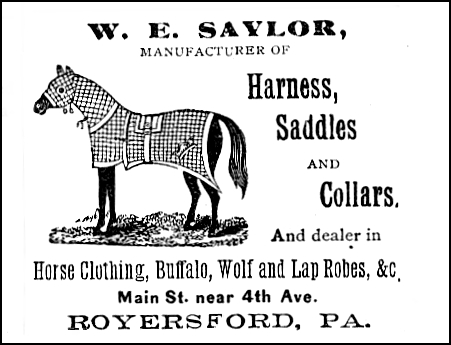 W. E. SAYLOR,
MANUFACTURER OF
Harness,
Saddles
AND
Collars.
And dealer in
Horse Clothing, Buffalo, Wolf and Lap Robes, &c.
Main St. near 4th Ave.
ROYERSFORD, PA.